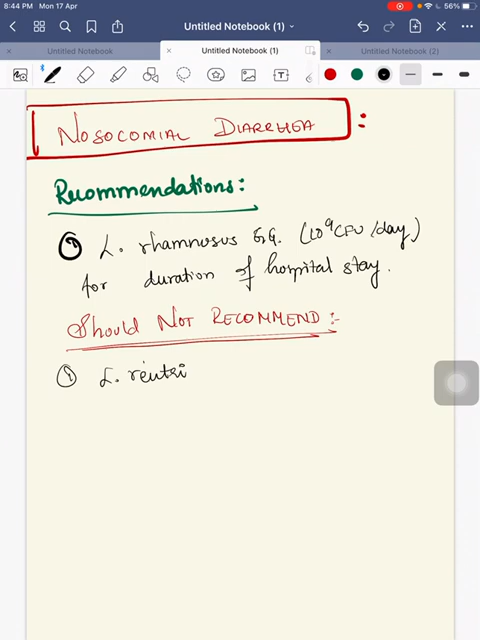 8:44 PM Mon 17 Apr 56%
Untitled Notebook (1)
Untitled Notebook
Untitled Notebook (1)
Untitled Notebook (2)
NOSOCOMIAL DIARRHEA :
Recommendations:
① L. rhamnosus GG. (10⁹ CFU/day)
for duration of hospital stay.
Should NOT RECOMMEND :-
① L. reuteri